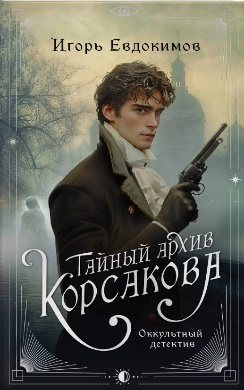 Игорь Евдокимов
Тайный архив
Корсакова
Оккультный
детектив